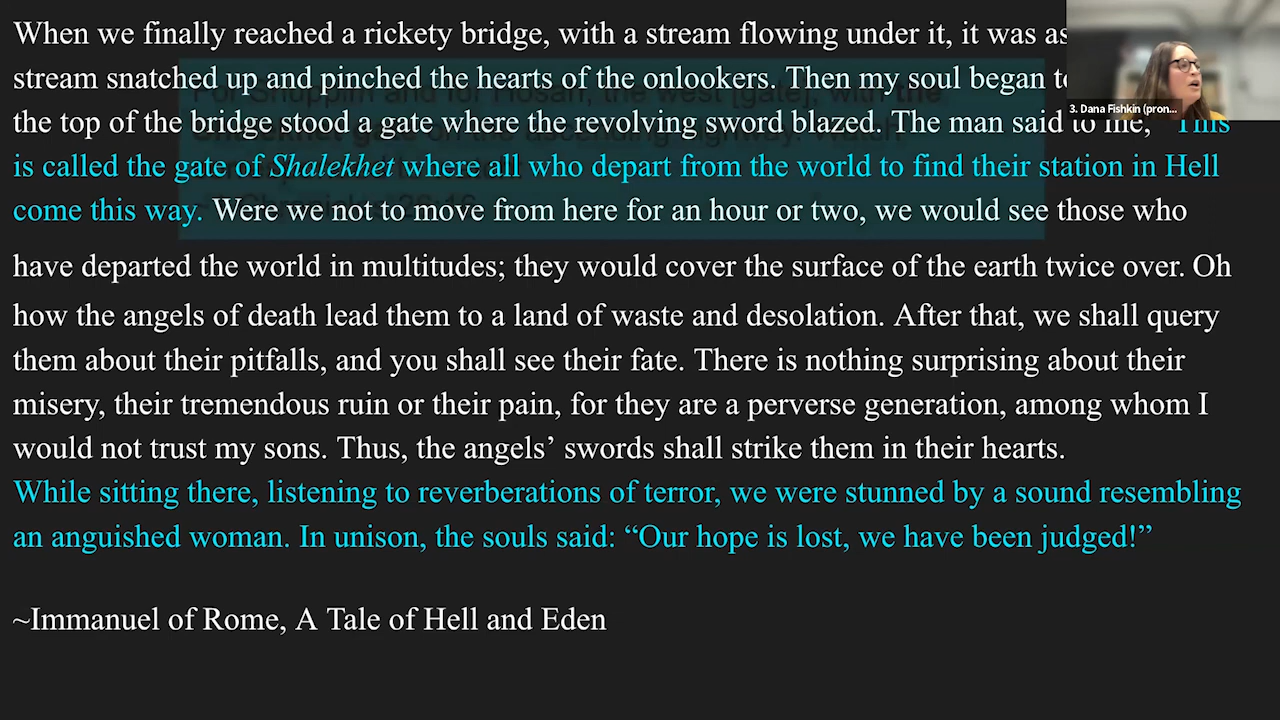 When we finally reached a rickety bridge, with a stream flowing under it, it was as
stream snatched up and pinched the hearts of the onlookers. Then my soul began to
the top of the bridge stood a gate where the revolving sword blazed. The man said to me, “This
is called the gate of Shalekhet where all who depart from the world to find their station in Hell
come this way. Were we not to move from here for an hour or two, we would see those who
have departed the world in multitudes; they would cover the surface of the earth twice over. Oh
how the angels of death lead them to a land of waste and desolation. After that, we shall query
them about their pitfalls, and you shall see their fate. There is nothing surprising about their
misery, their tremendous ruin or their pain, for they are a perverse generation, among whom I
would not trust my sons. Thus, the angels’ swords shall strike them in their hearts.
While sitting there, listening to reverberations of terror, we were stunned by a sound resembling
an anguished woman. In unison, the souls said: “Our hope is lost, we have been judged!”
~Immanuel of Rome, A Tale of Hell and Eden
3. Dana Fishkin (pron...